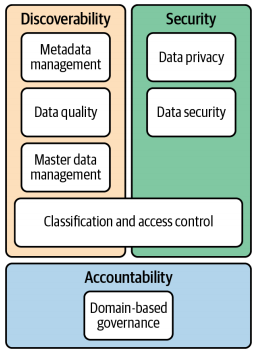 Discoverability
Metadata
management
Data quality
Master data
management
Security
Data privacy
Data security
Classification and access control
Accountability
Domain-based
governance